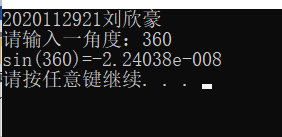 2020112921刘欣豪
请输入一角度：360
sin(360)=-2.24038e-008
请按任意键继续. . .